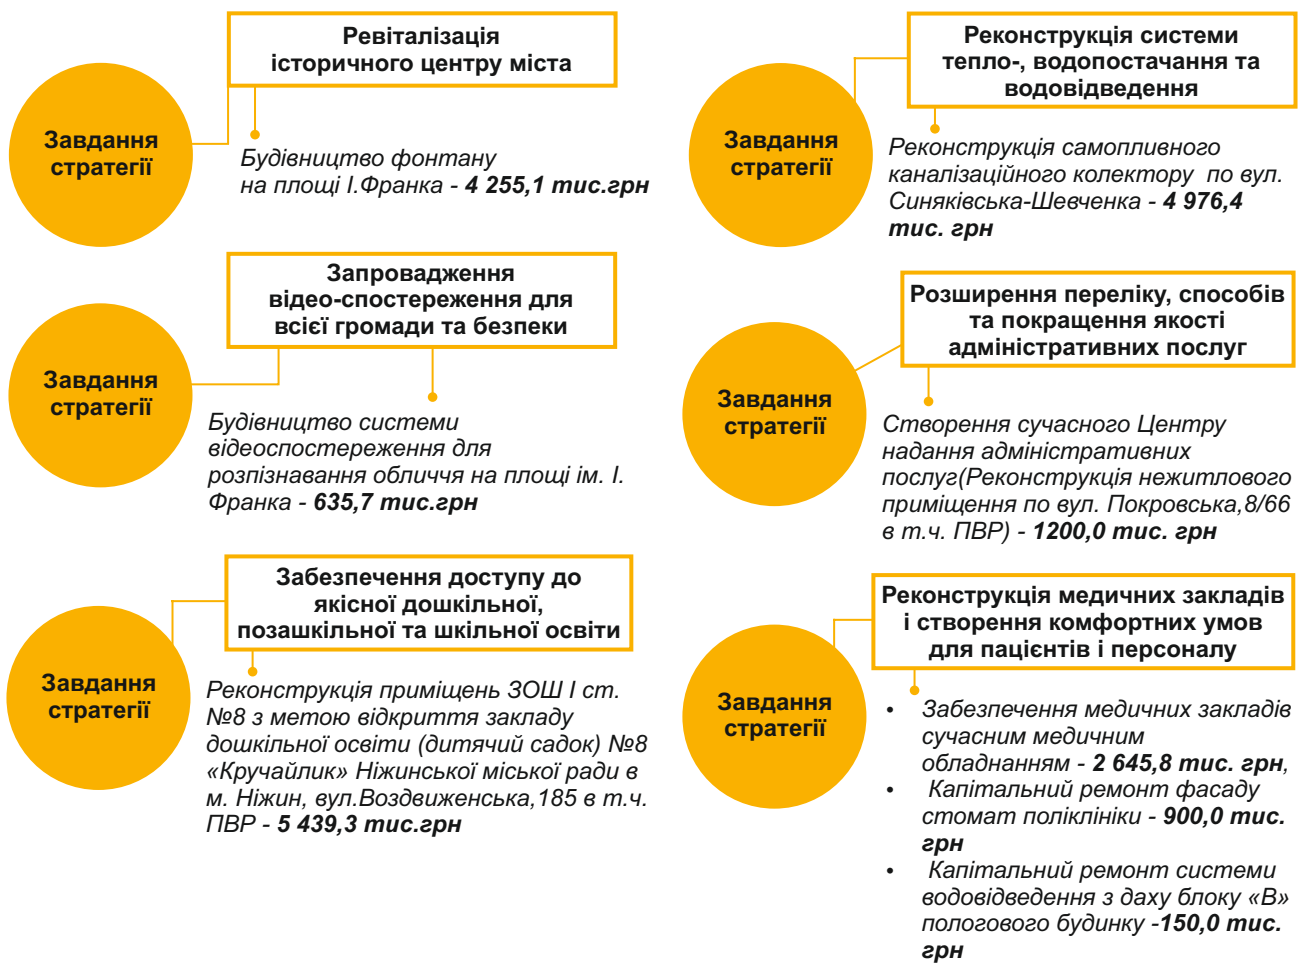 Завдання
стратегії
Ревіталізація
історичного центру міста
Будівництво фонтану
на площі І.Франка - 4 255,1 тис.грн
Завдання
стратегії
Запровадження
відео-спостереження для
всієї громади та безпеки
Будівництво системи
відеоспостереження для
розпізнавання обличчя на площі ім. І.
Франка - 635,7 тис.грн
Завдання
стратегії
Забезпечення доступу до
якісної дошкільної,
позашкільної та шкільної освіти
Реконструкція приміщень ЗОШ І ст.
№8 з метою відкриття закладу
дошкільної освіти (дитячий садок) №8
«Кручайлик» Ніжинської міської ради в
м. Ніжин, вул.Воздвиженська,185 в т.ч.
ПВР - 5 439,3 тис.грн
Завдання
стратегії
Реконструкція системи
тепло-, водопостачання та
водовідведення
Реконструкція самопливного
каналізаційного колектору  по вул.
Синяківська-Шевченка - 4 976,4
тис. грн
Завдання
стратегії
Розширення переліку, способів
та покращення якості
адміністративних послуг
Створення сучасного Центру
надання адміністративних
послуг(Реконструкція нежитлового
приміщення по вул. Покровська,8/66
в т.ч. ПВР) - 1200,0 тис. грн
Завдання
стратегії
Реконструкція медичних закладів
і створення комфортних умов
для пацієнтів і персоналу
• Забезпечення медичних закладів
сучасним медичним
обладнанням - 2 645,8 тис. грн,
• Капітальний ремонт фасаду
стомат поліклініки - 900,0 тис.
грн
• Капітальний ремонт системи
водовідведення з даху блоку «В»
пологового будинку -150,0 тис.
грн